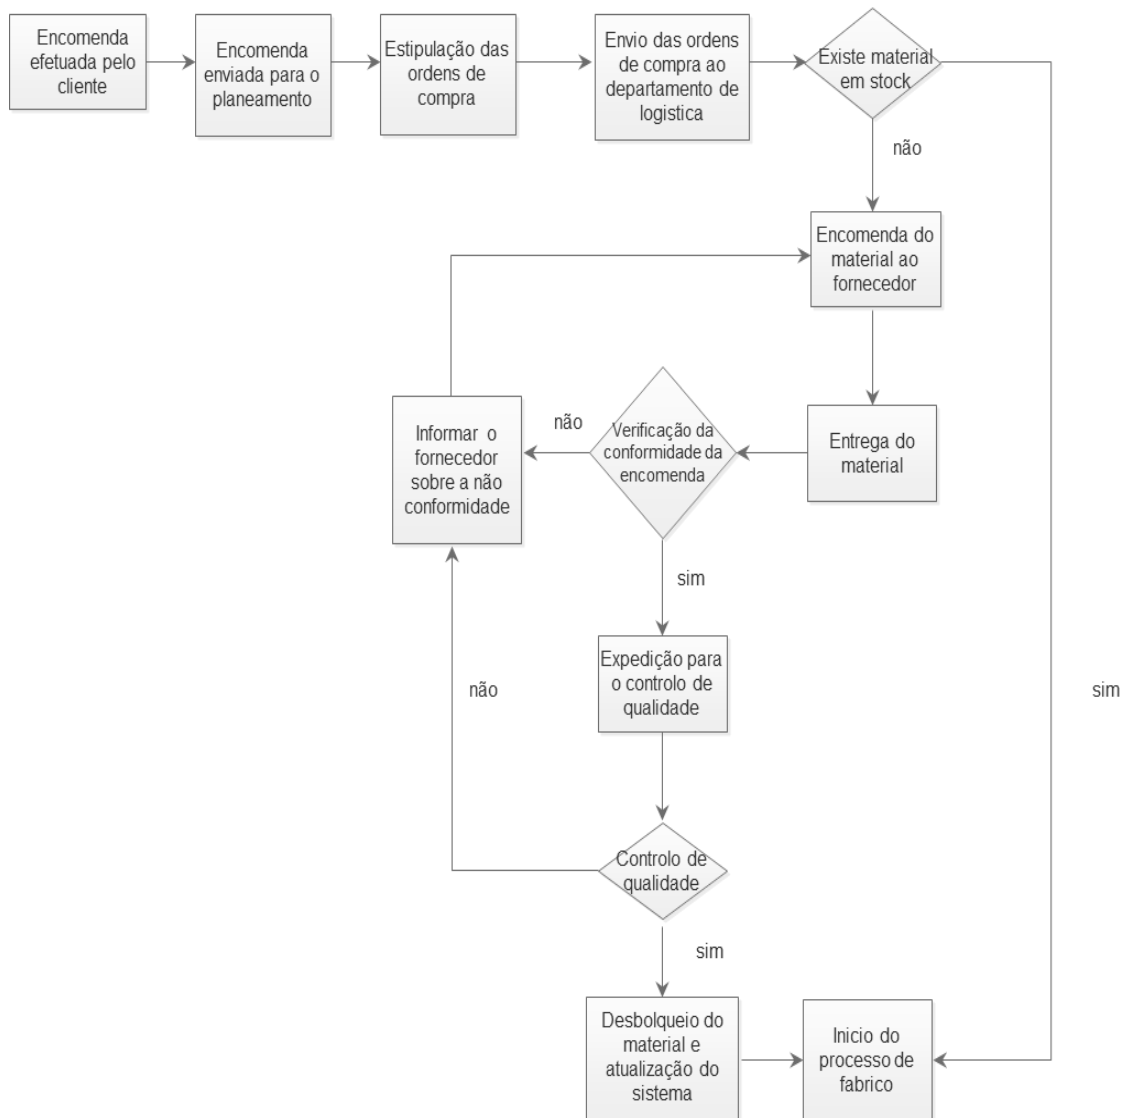 Encomenda
efetuada pelo
cliente
Encomenda
enviada para o
planeamento
Estipulação das
ordens de
compra
Envio das ordens
de compra ao
departamento de
logistica
Existe material
em stock
não
sim
Encomenda do
material ao
fornecedor
Entrega do
material
Verificação da
conformidade da
encomenda
não
Informar o
fornecedor
sobre a não
conformidade
sim
Expedição para
o controlo de
qualidade
Controlo de
qualidade
não
sim
Desbolqueio do
material e
atualização do
sistema
Inicio do
processo de
fabrico